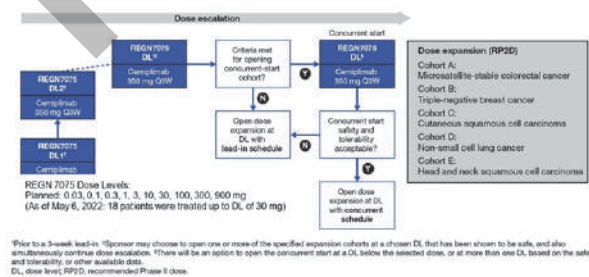 Dose escalation
Concurrent start
REGN7075
DL
Cemiplimab
350 mg Q3W
Criteria met
for opening
concurrent-start
cohort?
Y
REGN7076
DL
Cemiplimab
350 mg Q3W
REGN7075
DL2
Cemiplimab
350 mg Q3W
REGN7075
DL1
Cemiplimab
N
Open dose
expansion at
DL with
lead-in schedule
N
Concurrent start
safety and
tolerability
acceptable?
Y
Open dose
expansion at DL
with concurrent
schedule
Dose expansion (RP2D)
Cohort A:
Microsatellite-stable colorectal cancer
Cohort B:
Triple-negative breast cancer
Cohort C:
Cutaneous squamous cell carcinoma
Cohort D:
Non-small cell lung cancer
Cohort E:
Head and neck squamous cell carcinoma
REGN 7075 Dose Levels:
Planned: 0.03, 0.1, 0.3, 1, 3, 10, 30, 100, 300, 900 mg
(As of May 6, 2022: 18 patients were treated up to DL of 30 mg)
Prior to a 3-week lead-in. Sponsor may choose to open one or more of the specified expansion cohorts at a chosen DL that has been shown to be safe, and also
simultaneously continue dose escalation. There will be an option to open the concurrent start at a DL below the selected dose, or at more than one DL based on the safety
and tolerability, or other available data.
DL, dose level; RP2D, recommended Phase II dose.